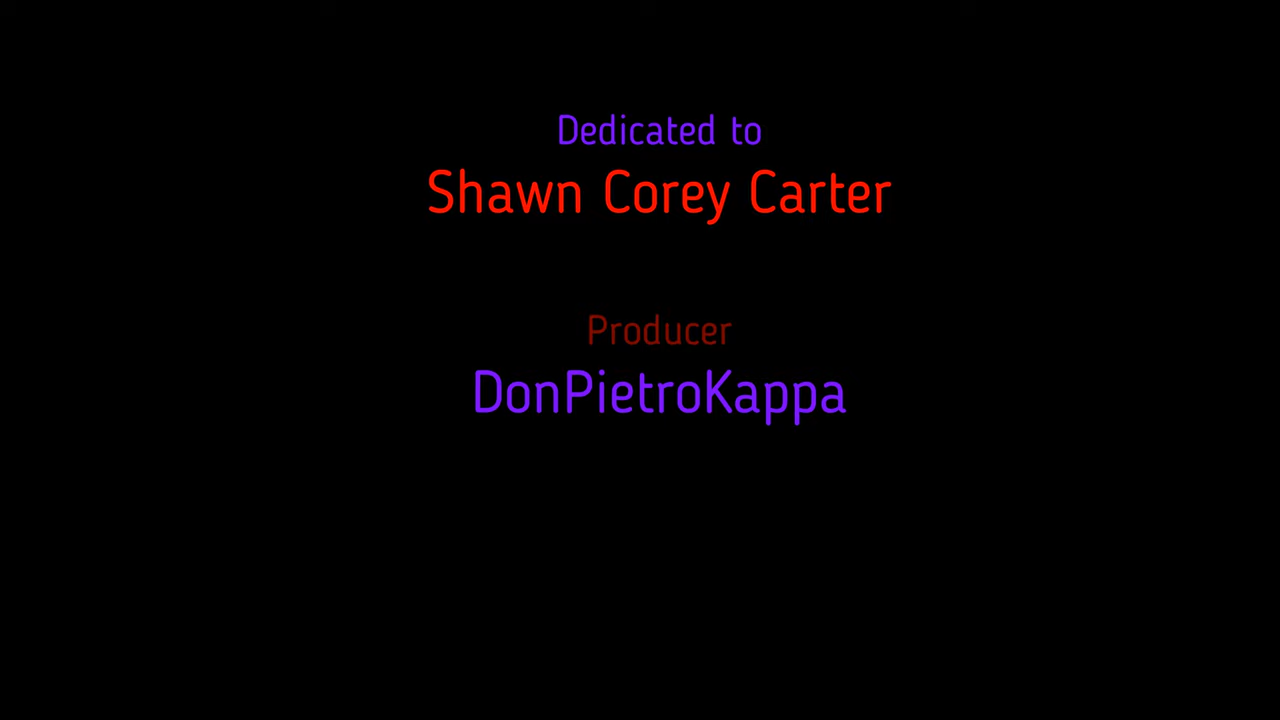 Dedicated to
Shawn Corey Carter
Producer
DonPietroKappa